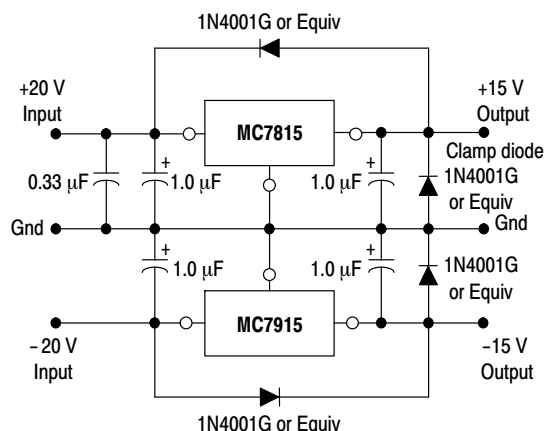 1N4001G or Equiv
+20 V
Input
+15 V
Output
MC7815
Clamp diode
1N4001G
or Equiv
0.33 μF
+
1.0 μF
1.0 μF
+
Gnd
Gnd
+
1.0 μF
1.0 μF
+
1N4001G
or Equiv
MC7915
−20 V
Input
−15 V
Output
1N4001G or Equiv